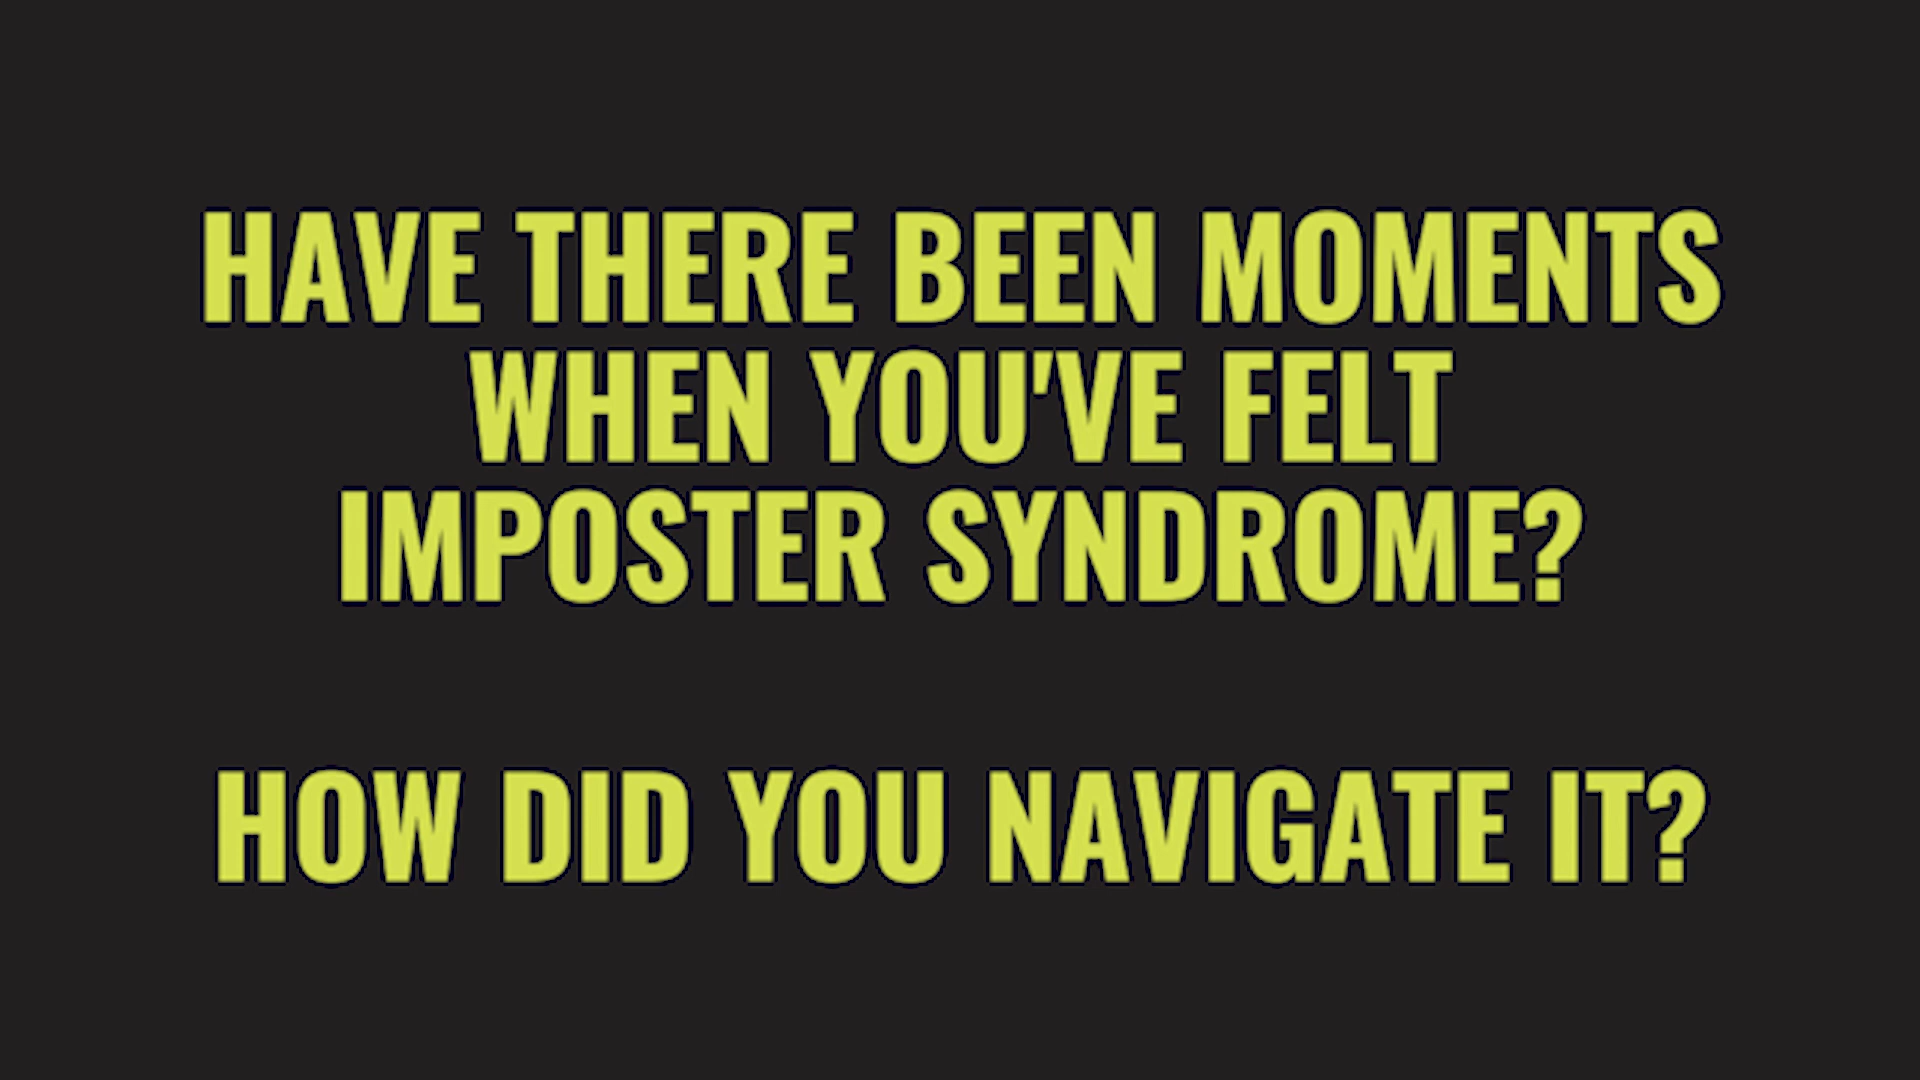 HAVE THERE BEEN MOMENTS
WHEN YOU'VE FELT
IMPOSTER SYNDROME?
HOW DID YOU NAVIGATE IT?